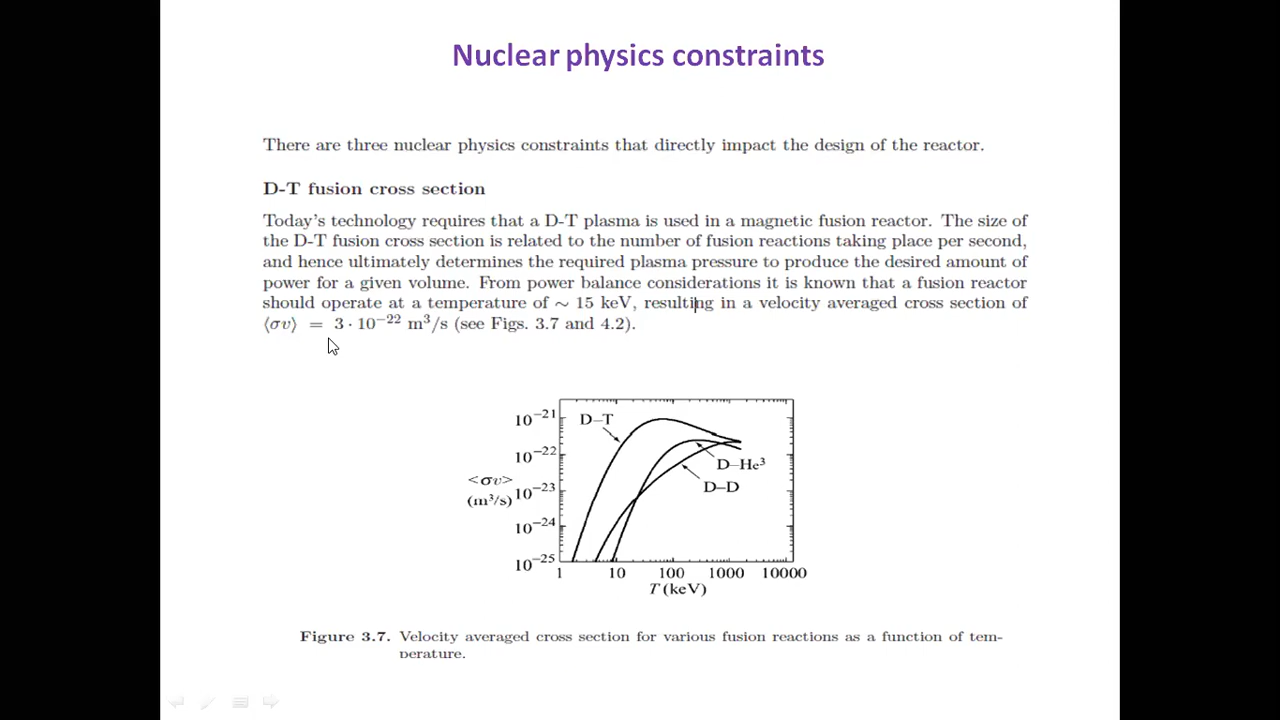 Nuclear physics constraints
There are three nuclear physics constraints that directly impact the design of the reactor.
D-T fusion cross section
Today's technology requires that a D-T plasma is used in a magnetic fusion reactor. The size of
the D-T fusion cross section is related to the number of fusion reactions taking place per second,
and hence ultimately determines the required plasma pressure to produce the desired amount of
power for a given volume. From power balance considerations it is known that a fusion reactor
should operate at a temperature of ∼ 15 keV, resulting in a velocity averaged cross section of
⟨σv⟩ = 3 · 10⁻²² m³/s (see Figs. 3.7 and 4.2).
10⁻²¹
D–T
10⁻²²
D–He³
<σv>
D–D
10⁻²³
(m³/s)
10⁻²⁴
10⁻²⁵
1 10 100 1000 10000
T (keV)
Figure 3.7. Velocity averaged cross section for various fusion reactions as a function of tem-
perature.